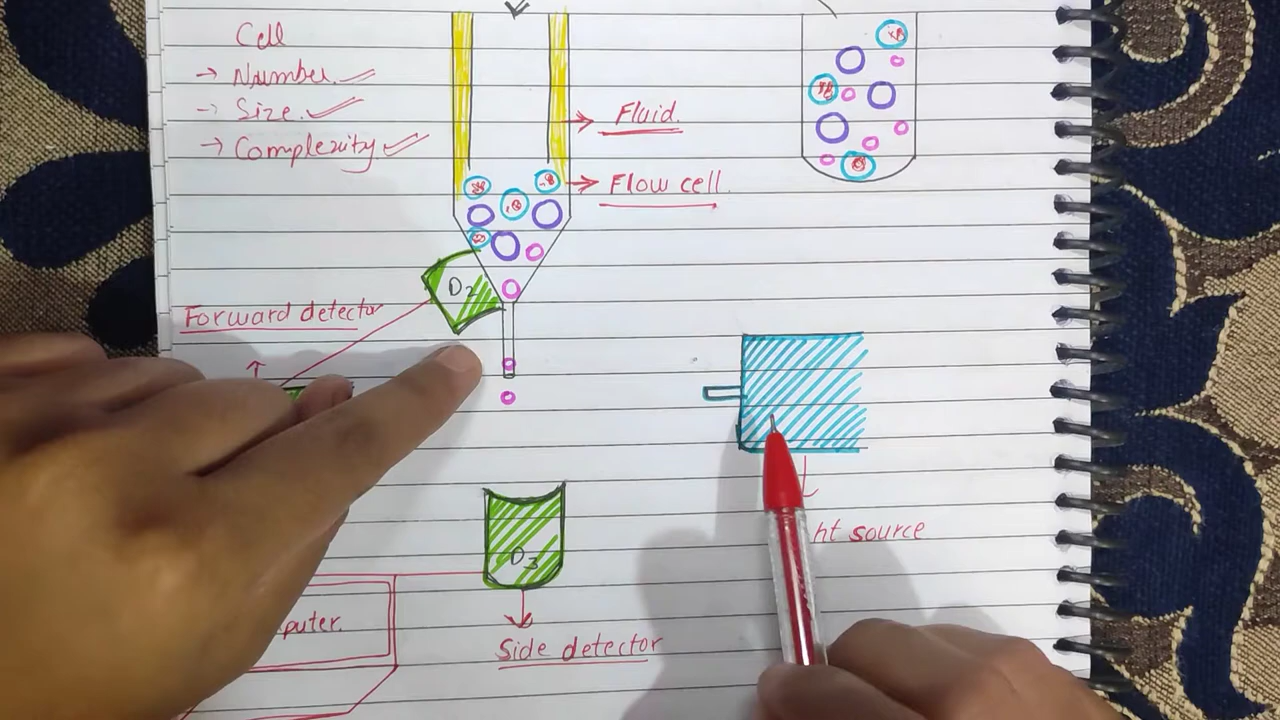 Cell
→ Number
→ Size.
→ Complexity
→ Fluid.
→ Flow cell.
D2
Forward detector
D3
ht source
puter.
Side detector